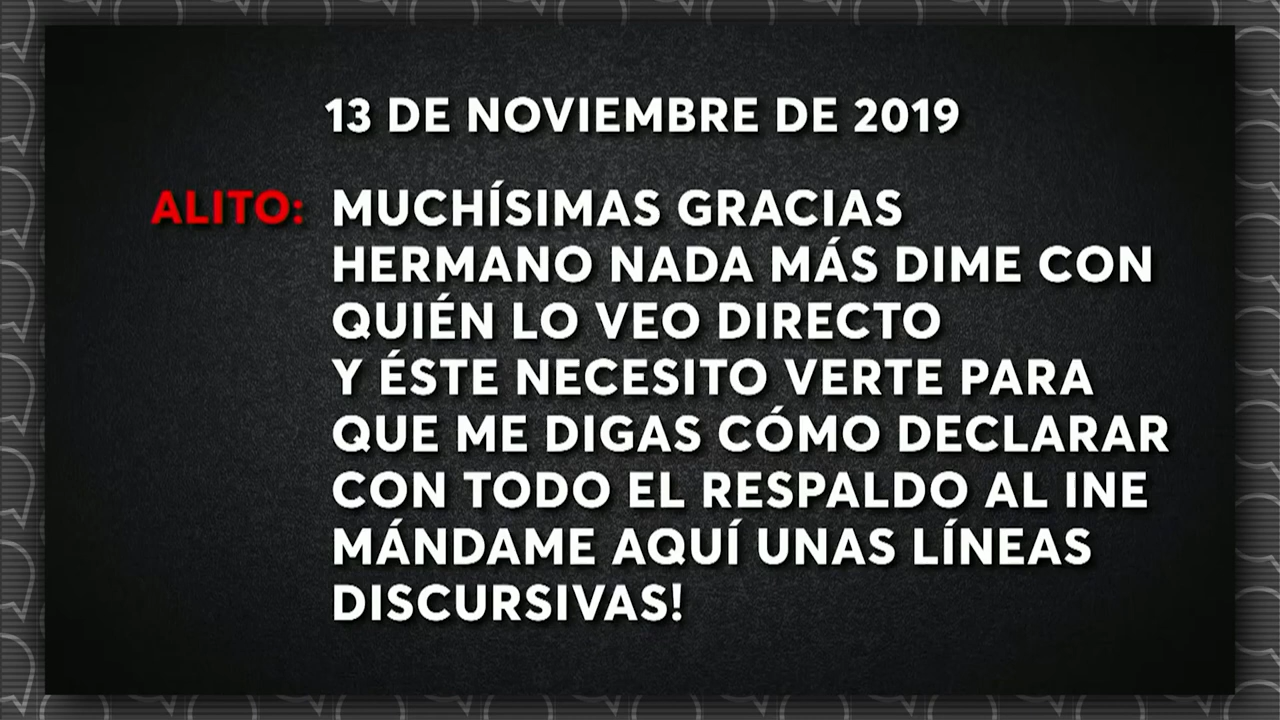 13 DE NOVIEMBRE DE 2019
ALITO: MUCHÍSIMAS GRACIAS
HERMANO NADA MÁS DIME CON
QUIÉN LO VEO DIRECTO
Y ÉSTE NECESITO VERTE PARA
QUE ME DIGAS CÓMO DECLARAR
CON TODO EL RESPALDO AL INE
MÁNDAME AQUÍ UNAS LÍNEAS
DISCURSIVAS!